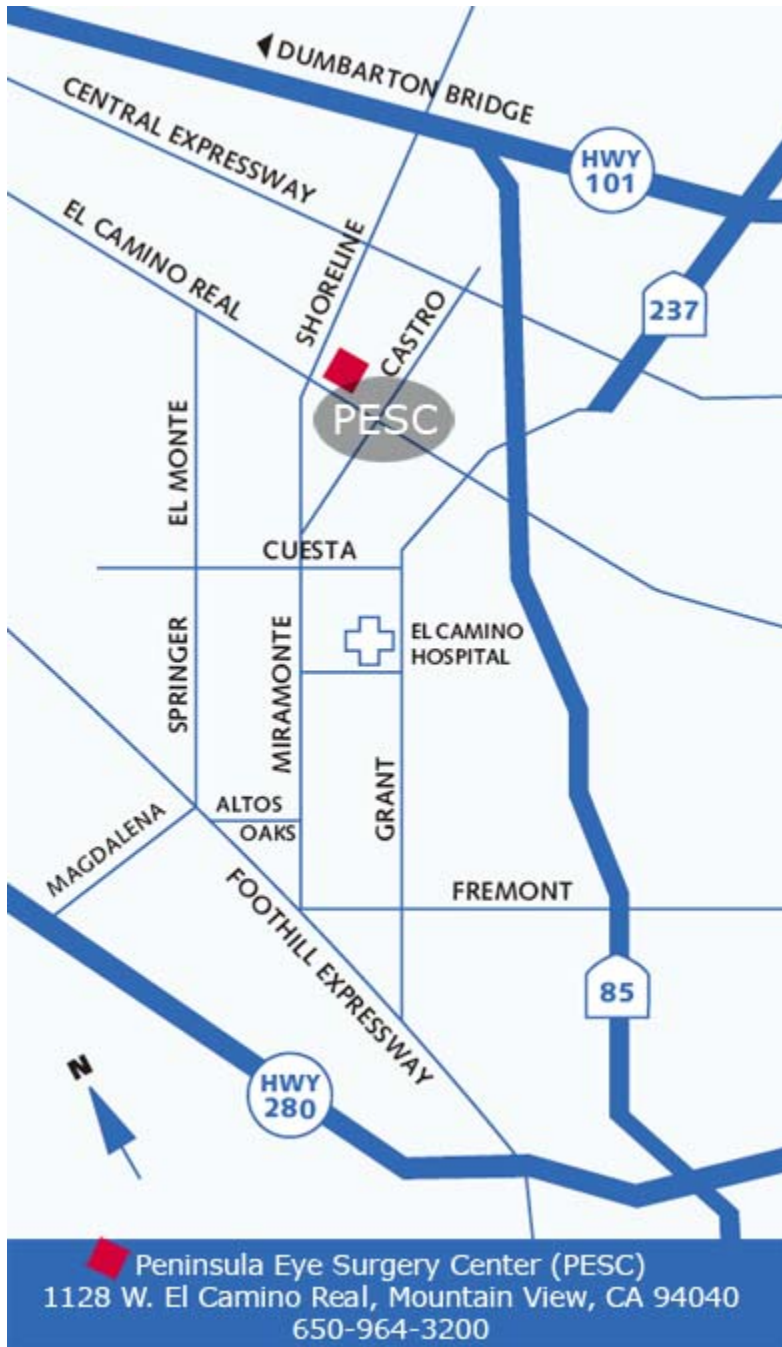 DUMBARTON BRIDGE
CENTRAL EXPRESSWAY
HWY
101
EL CAMINO REAL
SHORELINE
CASTRO
237
PESC
EL MONTE
CUESTA
EL CAMINO
HOSPITAL
SPRINGER
MIRAMONTE
GRANT
ALTOS
OAKS
MAGDALENA
FREMONT
FOOTHILL EXPRESSWAY
85
N
HWY
280
Peninsula Eye Surgery Center (PESC)
1128 W. El Camino Real, Mountain View, CA 94040
650-964-3200